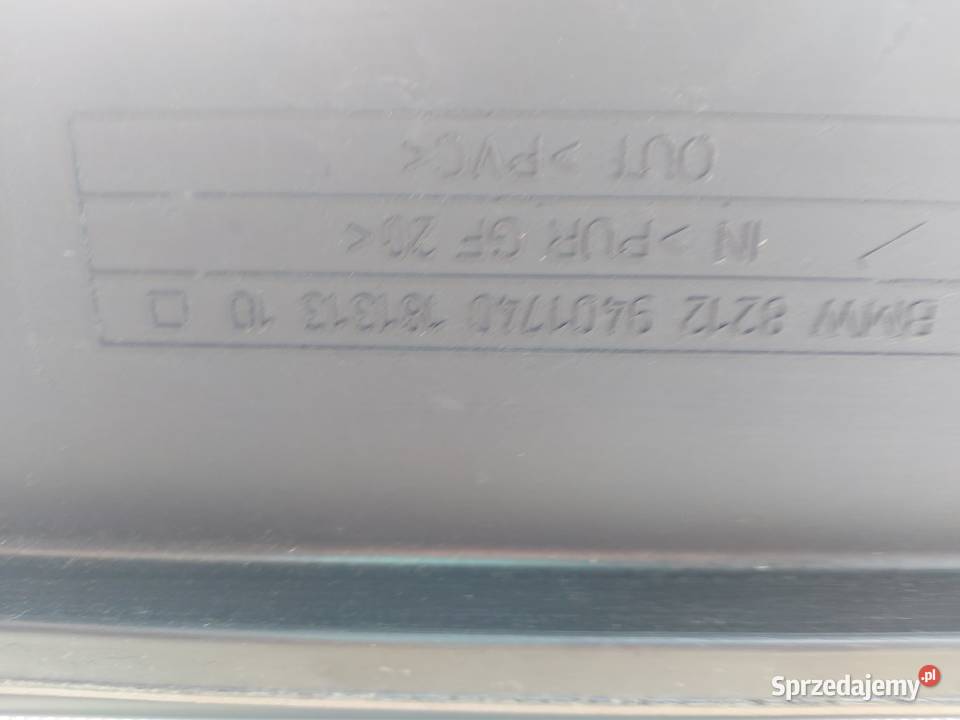 BMW 8212 9401740 181313 10
/ IN >PUR GF 20<
OUT >PVC<
Sprzedajemy.pl